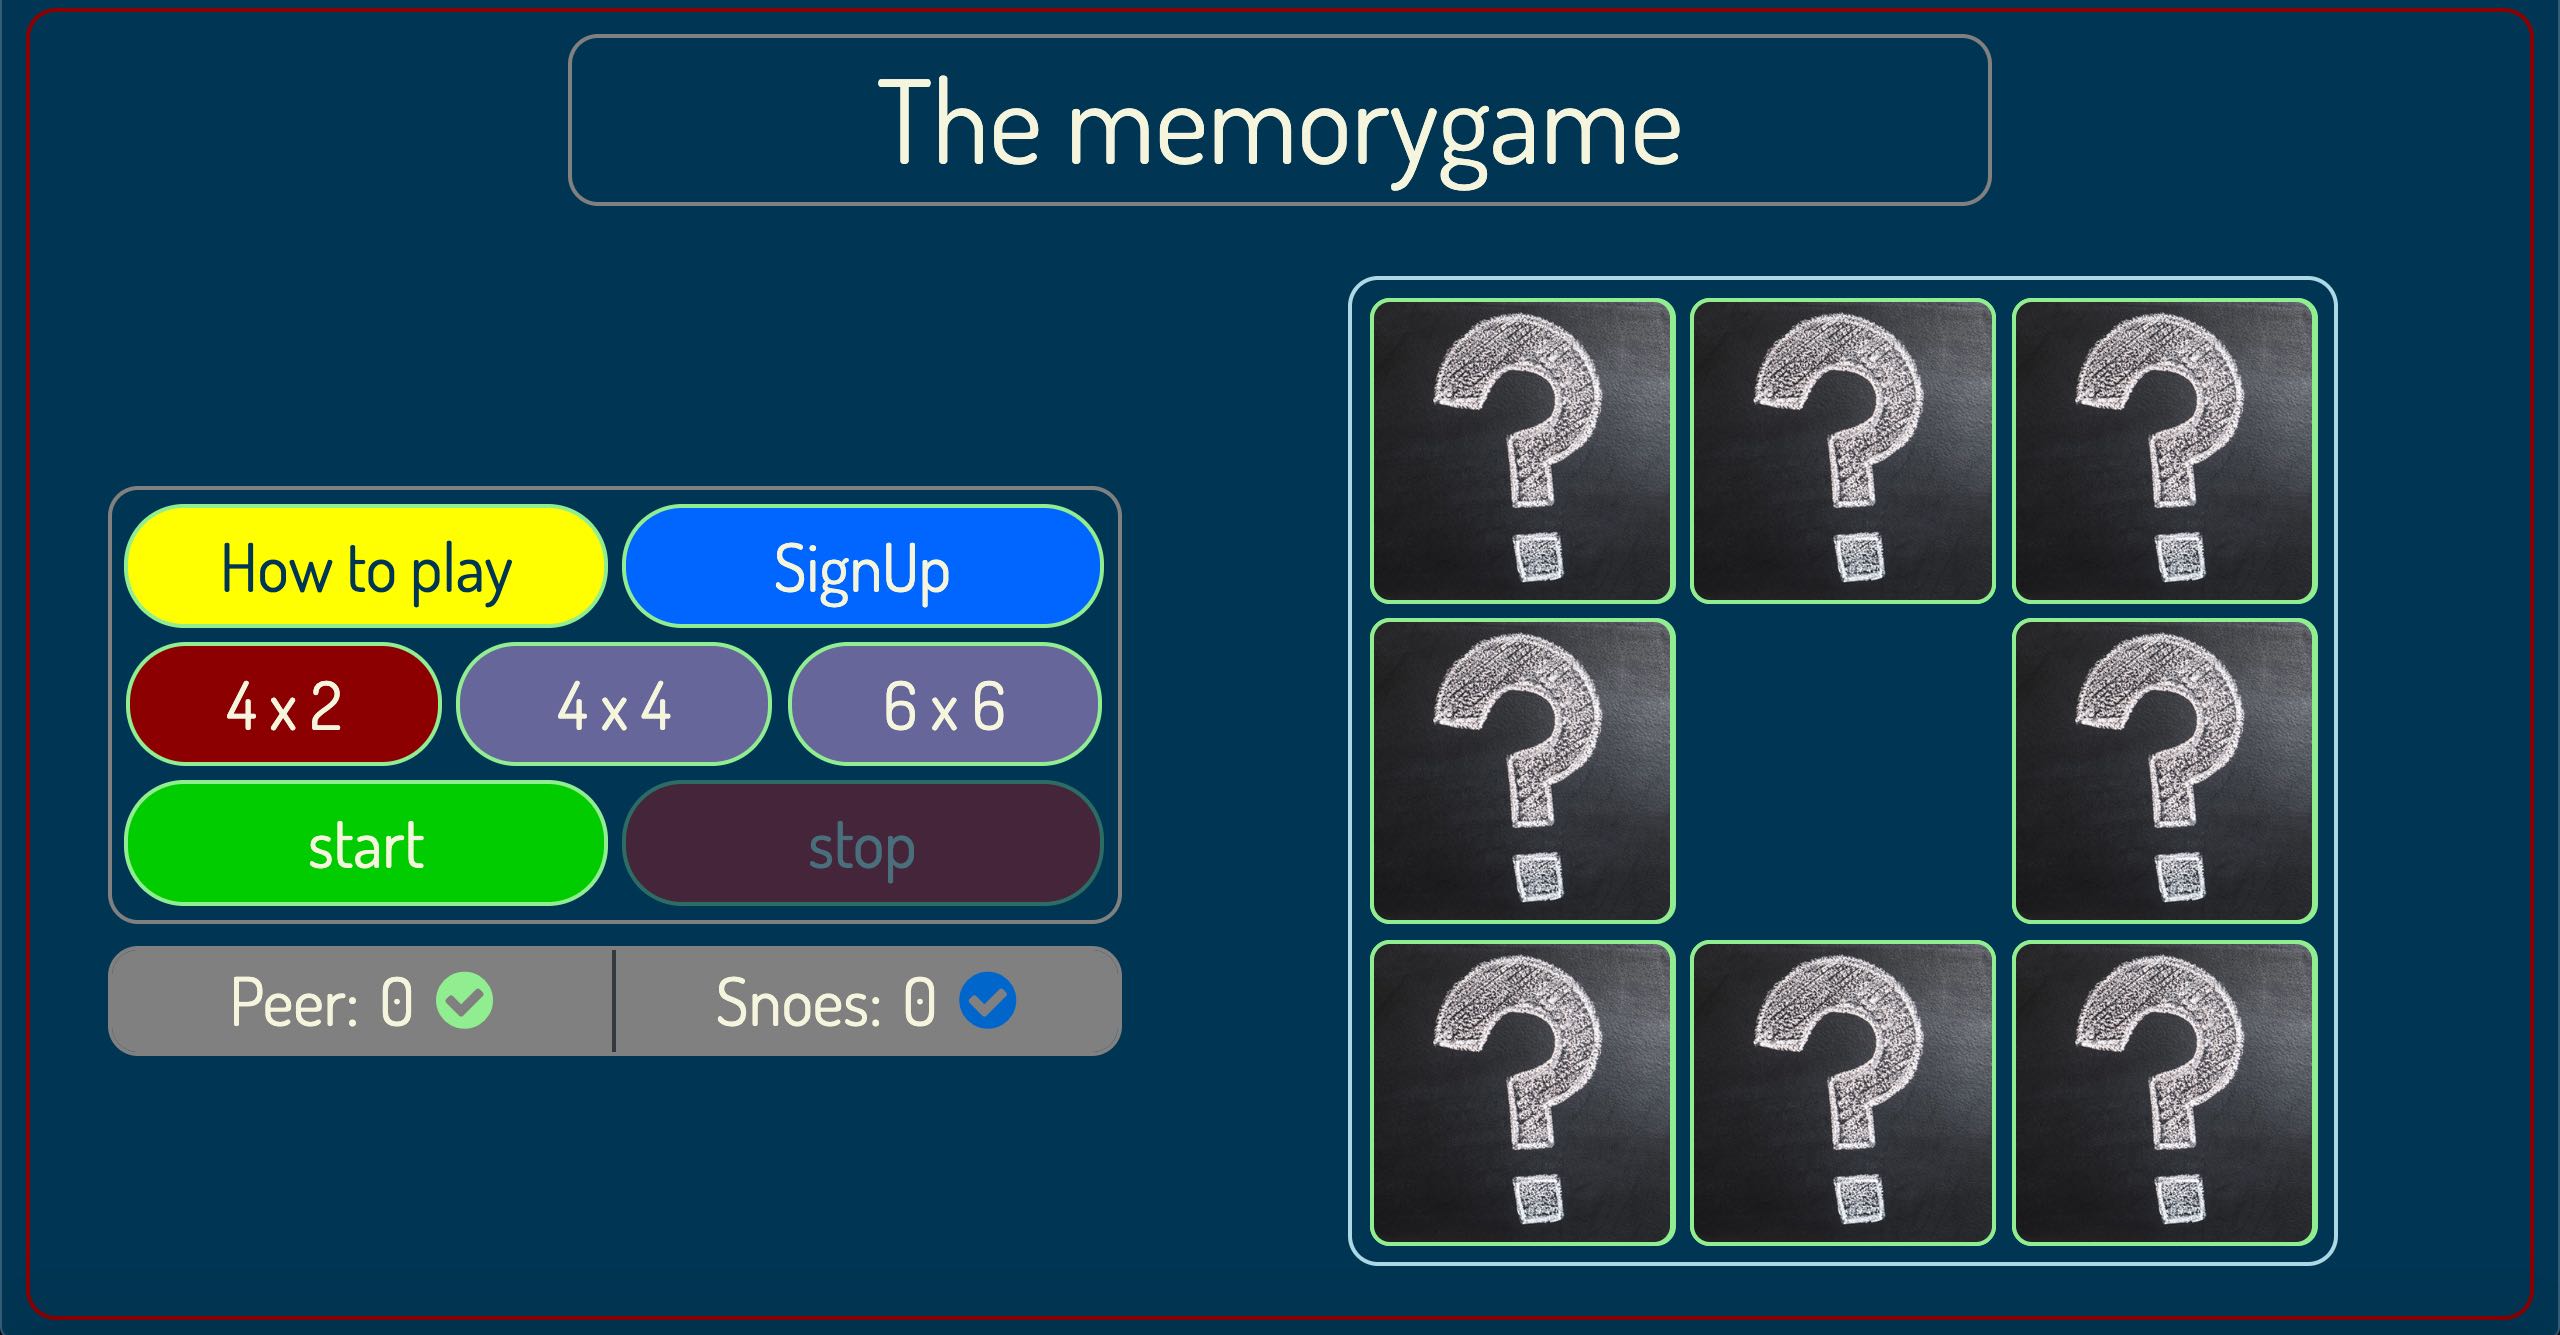 The memorygame
How to play
SignUp
4 x 2
4 x 4
6 x 6
start
stop
Peer: 0
Snoes: 0
?
?
?
?
?
?
?
?